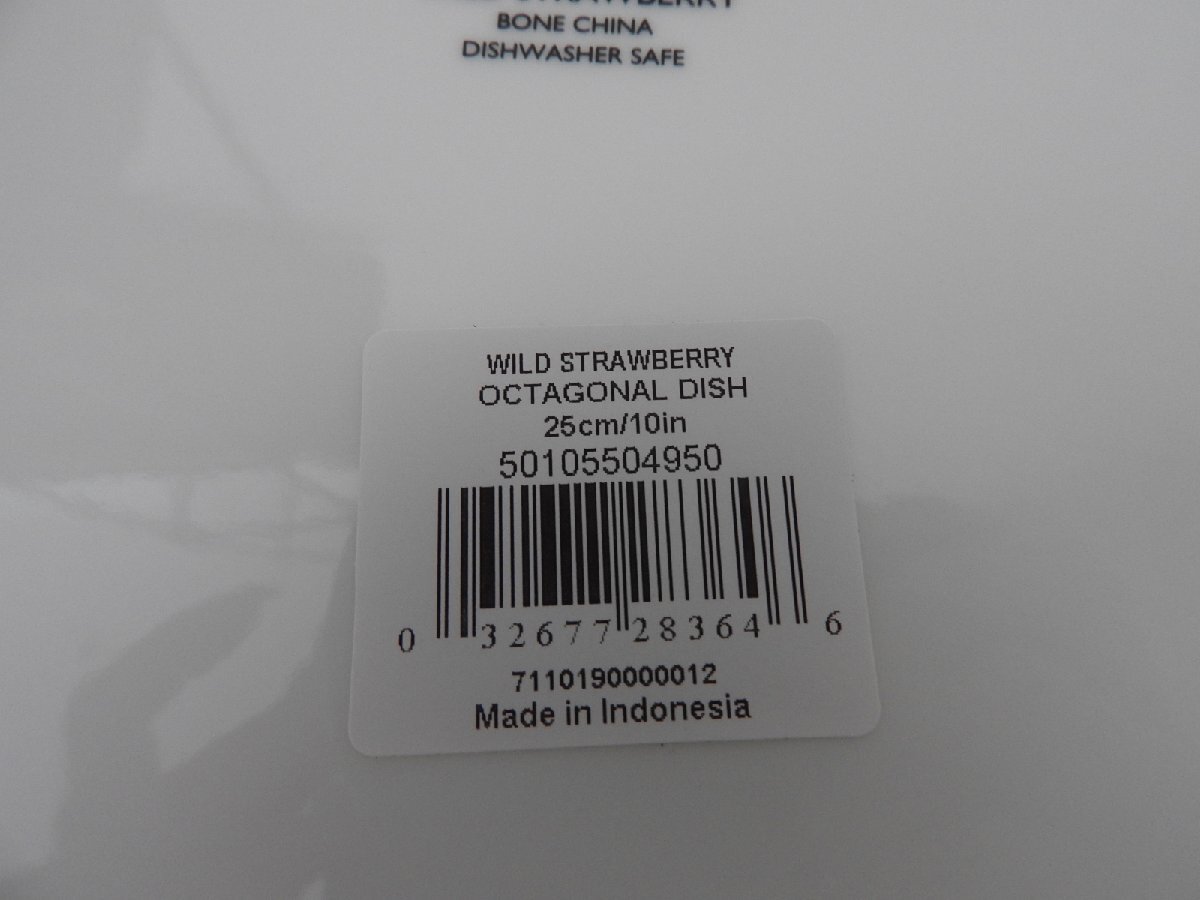 STRAWBERRY
BONE CHINA
DISHWASHER SAFE
WILD STRAWBERRY
OCTAGONAL DISH
25cm/10in
50105504950
0 32677 28364 6
7110190000012
Made in Indonesia